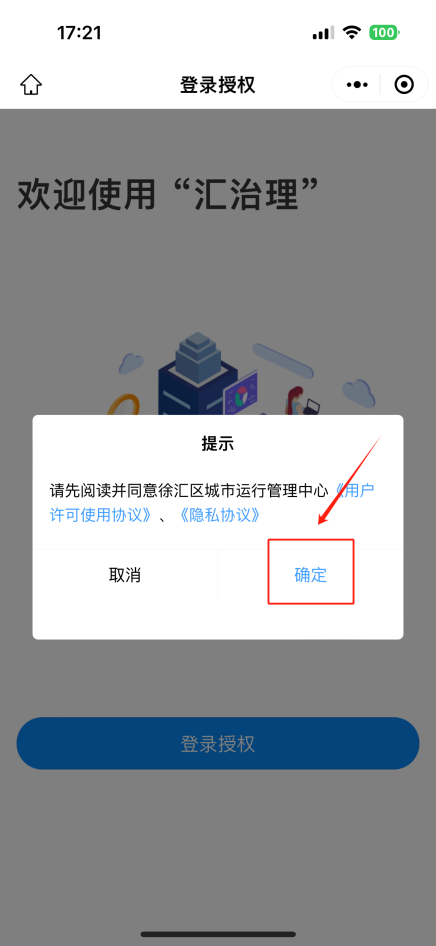 17:21
100
登录授权
欢迎使用“汇治理”
提示
请先阅读并同意徐汇区城市运行管理中心《用户
许可使用协议》、《隐私协议》
取消
确定
登录授权